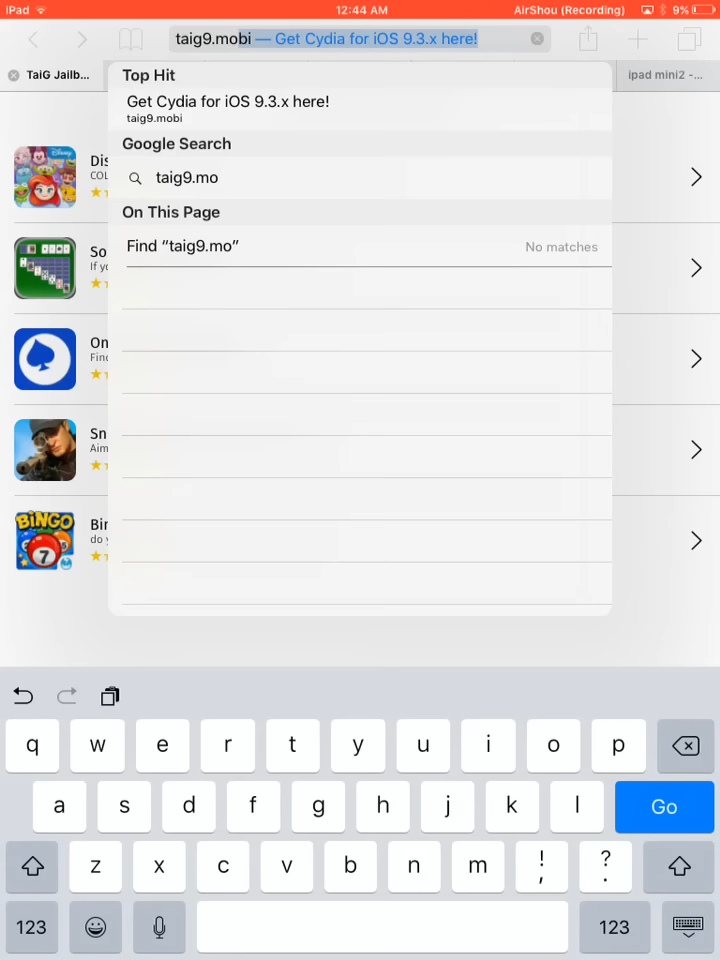 iPad 12:44 AM AirShou (Recording) 9%
taig9.mobi — Get Cydia for iOS 9.3.x here!
TaiG Jailb... ipad mini2 -...
Top Hit
Get Cydia for iOS 9.3.x here!
taig9.mobi
Google Search
taig9.mo
On This Page
Find “taig9.mo” No matches
Disney
Dis
COL
So
If yo
On
Find
Sn
Aim
BINGO
7
Bin
do y
q w e r t y u i o p
a s d f g h j k l Go
z x c v b n m ! , ? .
123 123